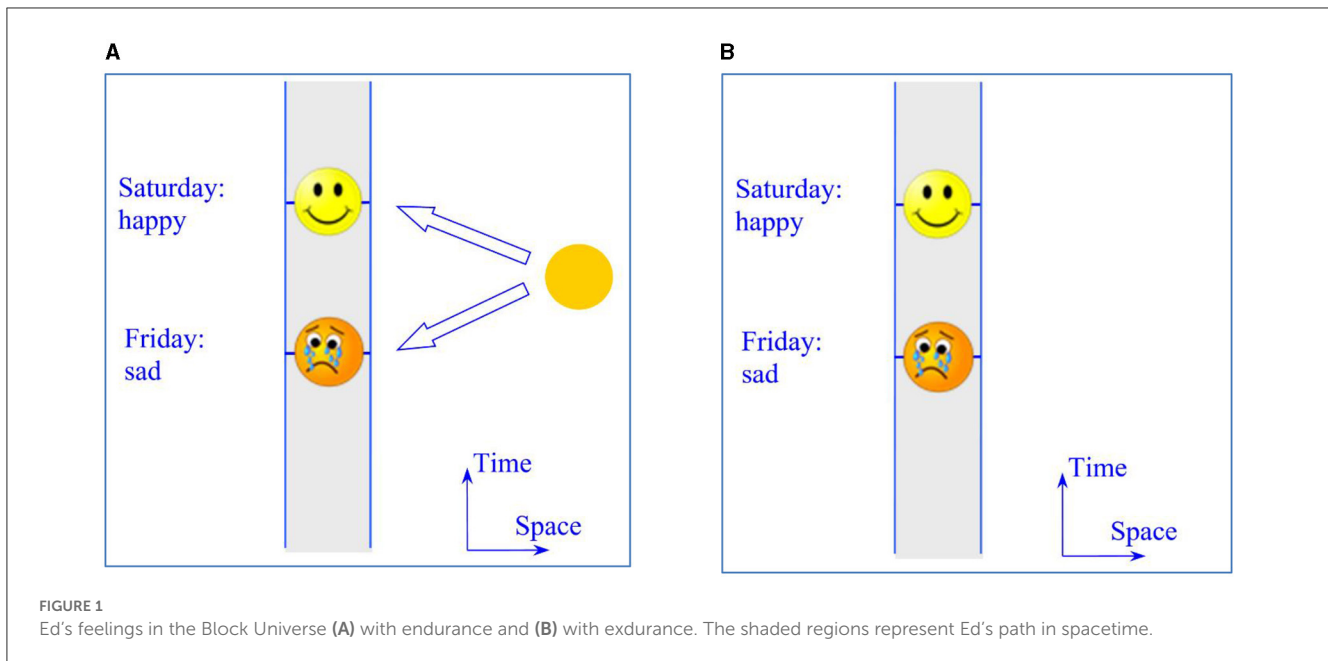 A
Saturday:
happy
Friday:
sad
Time
Space
B
Saturday:
happy
Friday:
sad
Time
Space
FIGURE 1
Ed's feelings in the Block Universe (A) with endurance and (B) with exdurance. The shaded regions represent Ed's path in spacetime.